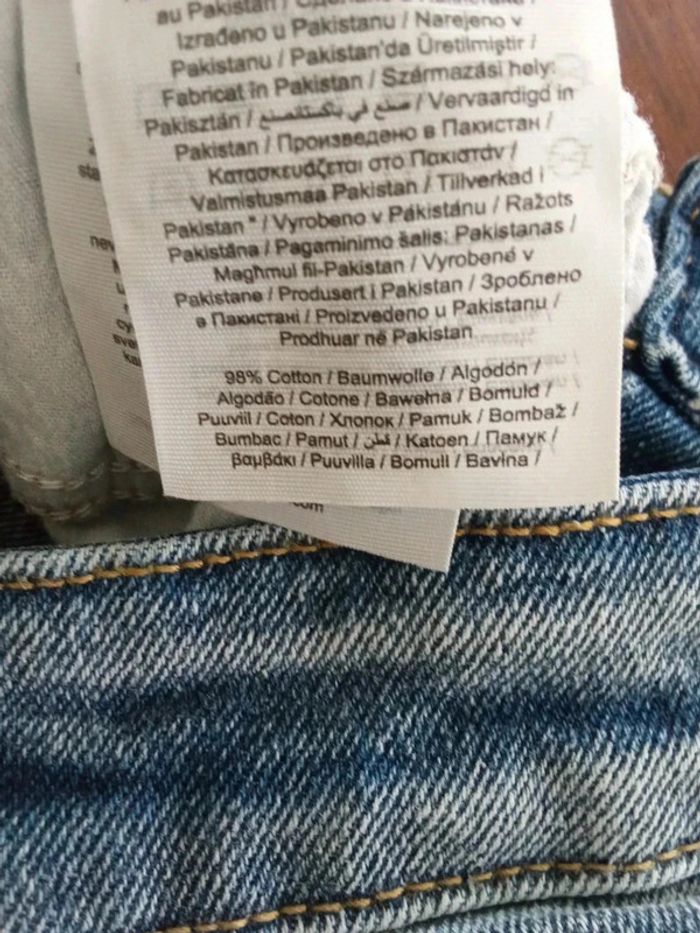 au Pakistan /
Izrađeno u Pakistanu / Narejeno v
Pakistanu / Pakistan'da Üretilmiştir /
Fabricat în Pakistan / Származási hely:
Pakisztán / صنع في باكستانصنع / Vervaardigd in
Pakistan / Произведено в Пакистан /
Κατασκευάζεται στο Πακιστάν /
Valmistusmaa Pakistan / Tillverkad i
Pakistan * / Vyrobeno v Pákistánu / Ražots
Pakistāna / Pagaminimo šalis: Pakistanas /
Magħmul fil-Pakistan / Vyrobené v
Pakistane / Produsert i Pakistan / Зроблено
в Пакистані / Proizvedeno u Pakistanu /
Prodhuar në Pakistan
98% Cotton / Baumwolle / Algodón /
Algodão / Cotone / Bawełna / Bomuld /
Puuvill / Coton / Хлопок / Pamuk / Bombaž /
Bumbac / Pamut / قطن / Katoen / Памук /
βαμβάκι / Puuvilla / Bomull / Bavlna /